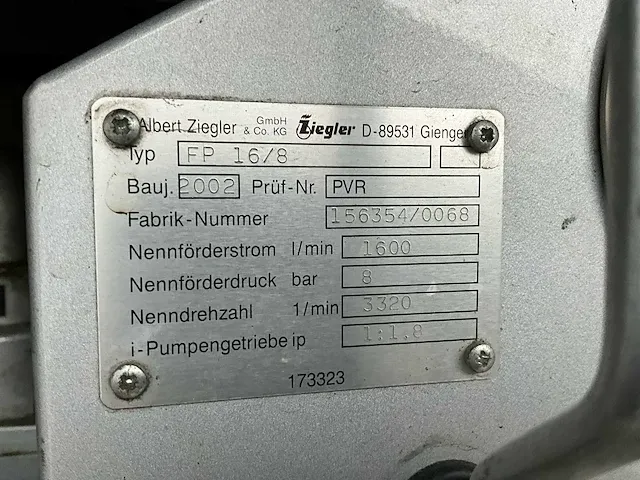 Albert Ziegler GmbH & Co. KG Ziegler D-89531 Giengen
Typ FP 16/8
Bauj. 2002 Prüf-Nr. PVR
Fabrik-Nummer 156354/0068
Nennförderstrom l/min 1600
Nennförderdruck bar 8
Nenndrehzahl 1/min 3320
i-Pumpengetriebe ip 1:1.8
173323